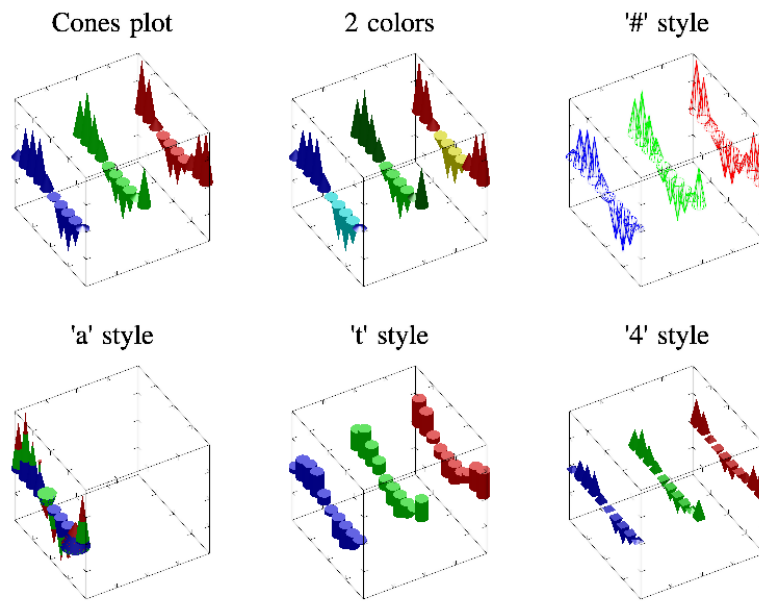 Cones plot
2 colors
'#' style
'a' style
't' style
'4' style